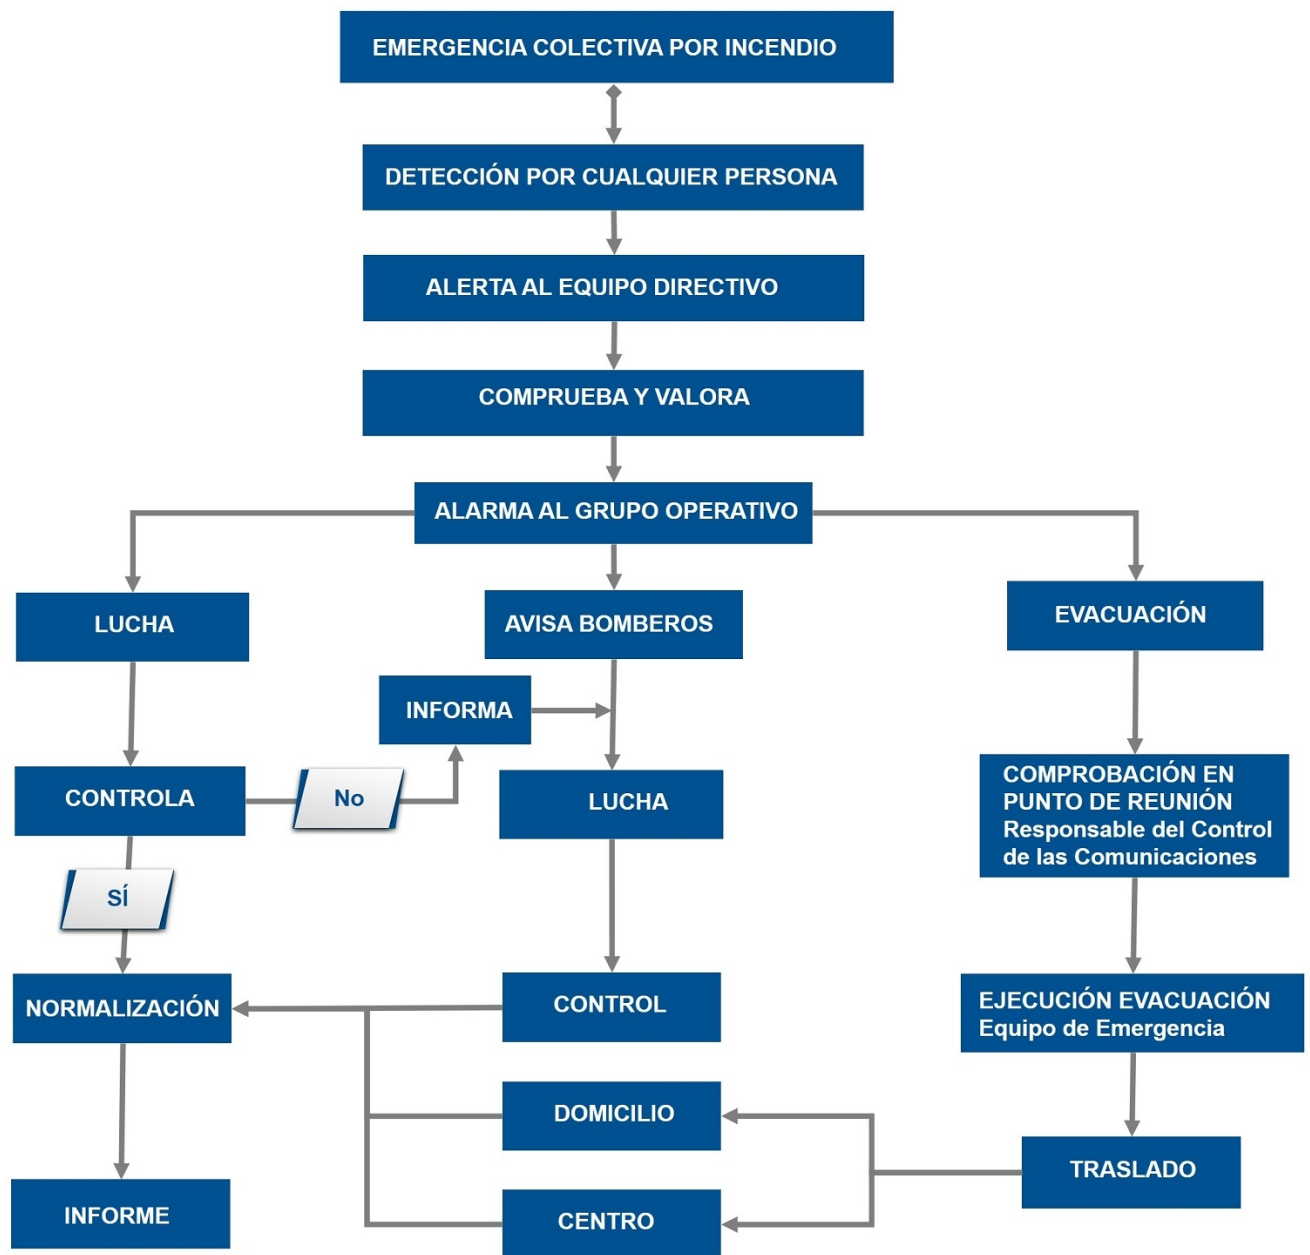 EMERGENCIA COLECTIVA POR INCENDIO
DETECCIÓN POR CUALQUIER PERSONA
ALERTA AL EQUIPO DIRECTIVO
COMPRUEBA Y VALORA
ALARMA AL GRUPO OPERATIVO
LUCHA
AVISA BOMBEROS
EVACUACIÓN
INFORMA
CONTROLA
No
LUCHA
COMPROBACIÓN EN
PUNTO DE REUNIÓN
Responsable del Control
de las Comunicaciones
SÍ
NORMALIZACIÓN
CONTROL
EJECUCIÓN EVACUACIÓN
Equipo de Emergencia
DOMICILIO
TRASLADO
INFORME
CENTRO